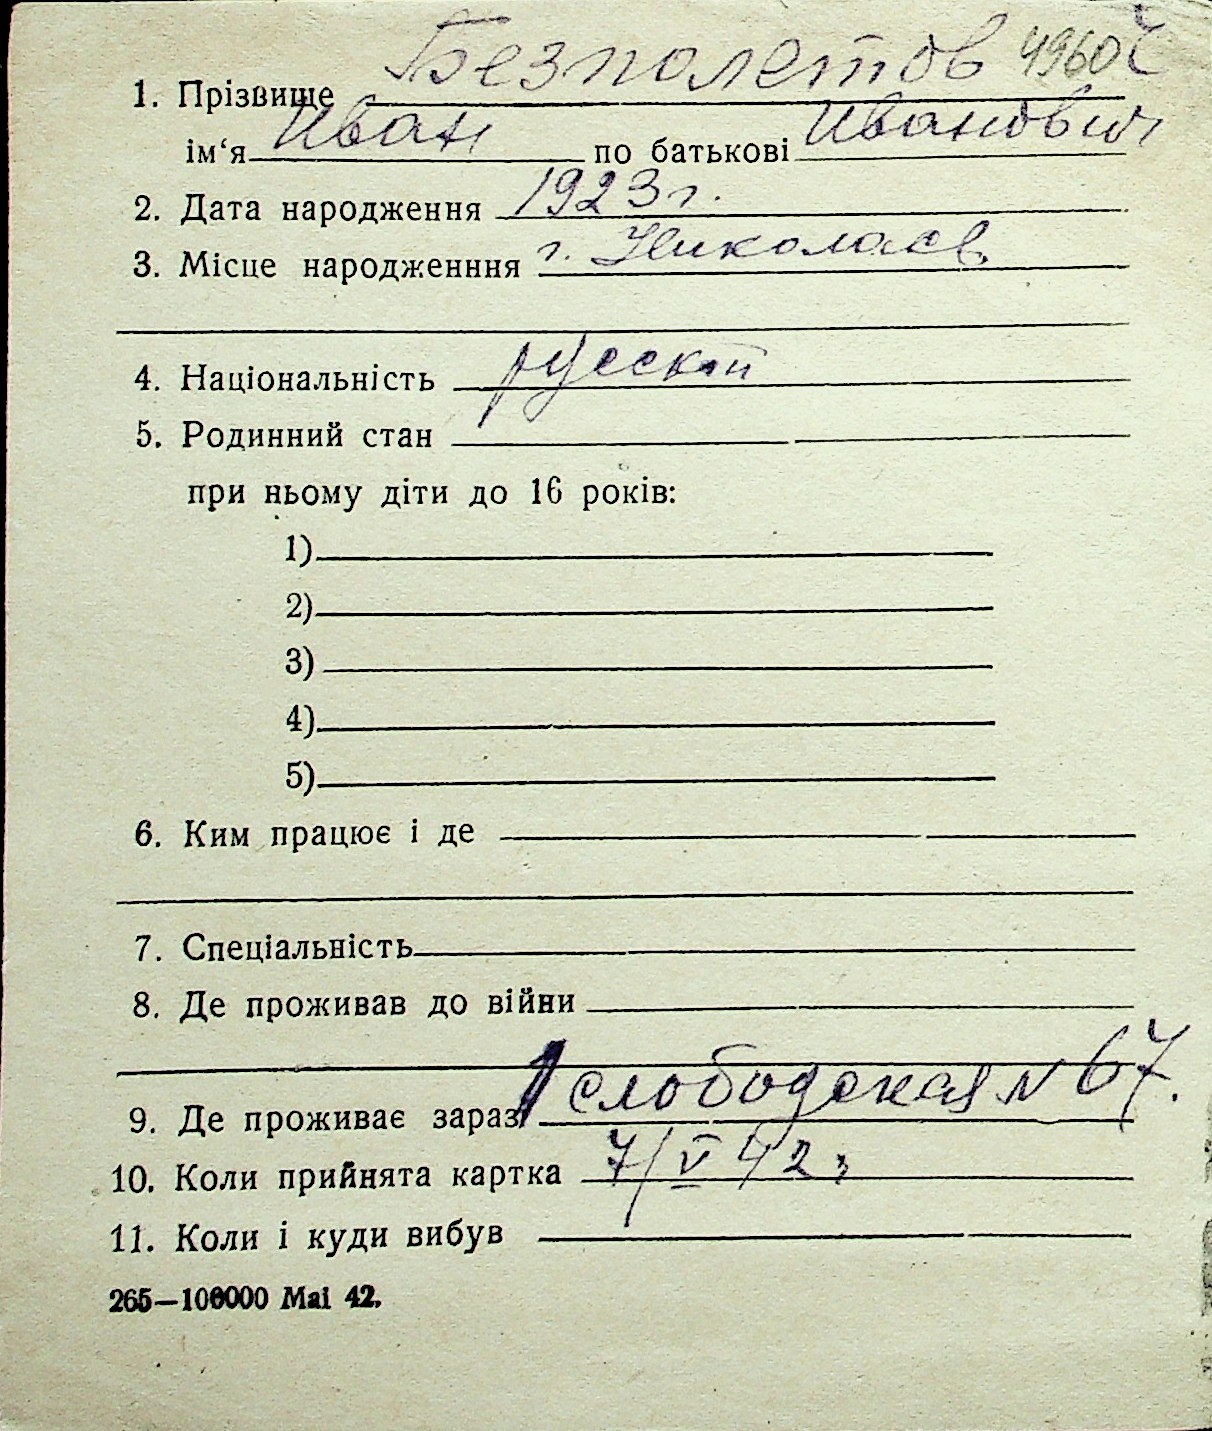 1. Прізвище Безполетов 4960
ім‘я Иван по батькові Иванович
2. Дата народження 1923 г.
3. Місце народженння г. Николаев.
4. Національність русский
5. Родинний стан
при ньому діти до 16 років:
1)
2)
3)
4)
5)
6. Ким працює і де
7. Спеціальність
8. Де проживав до війни
9. Де проживає зараз 1 слободская N 67.
10. Коли прийнята картка 7/V 42 г
11. Коли і куди вибув
265—100000 Mai 42.